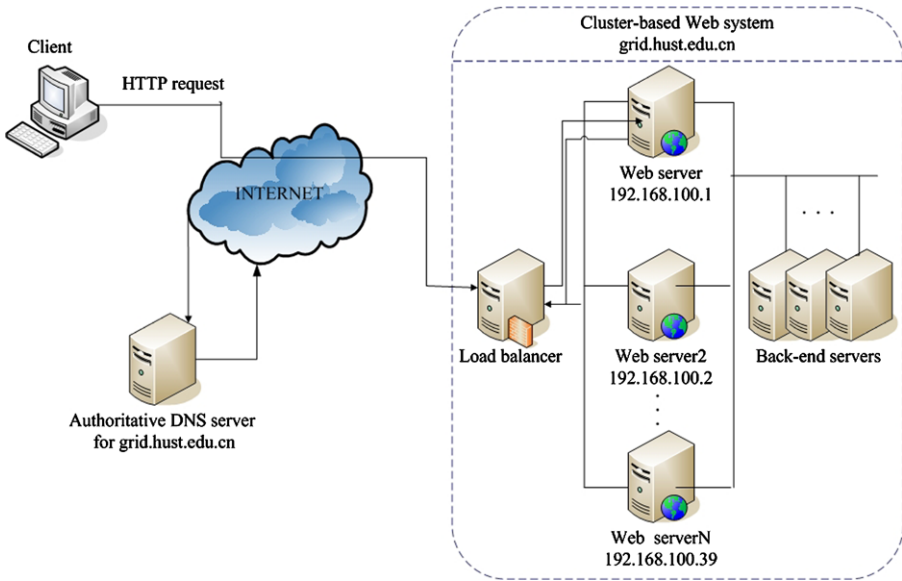 Cluster-based Web system
grid.hust.edu.cn
Client
HTTP request
INTERNET
Web server
192.168.100.1
. . .
Load balancer
Web server2
192.168.100.2
Back-end servers
Authoritative DNS server
for grid.hust.edu.cn
Web serverN
192.168.100.39